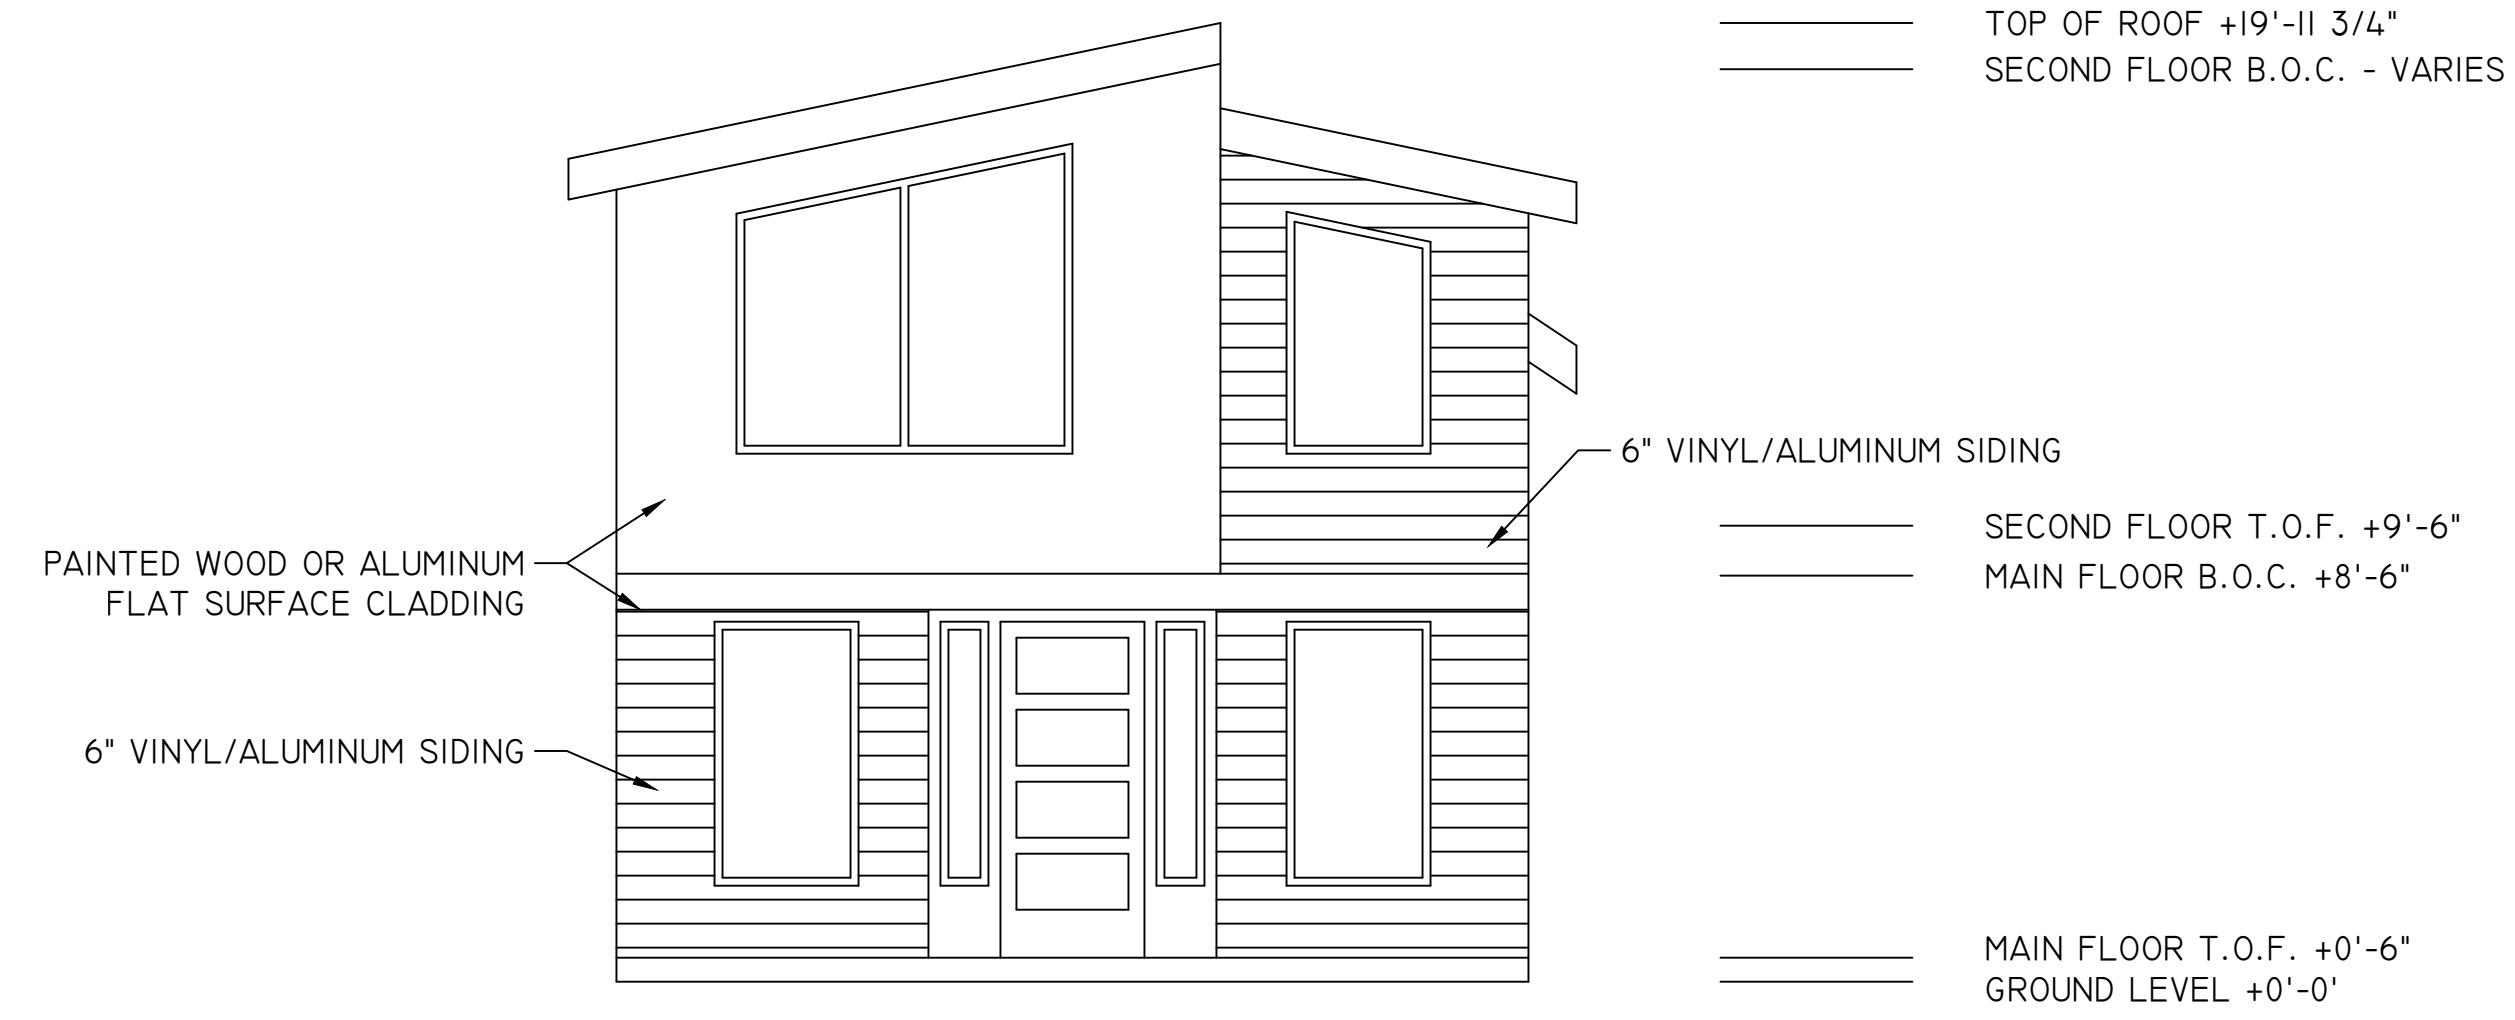 TOP OF ROOF +19'-11 3/4"
SECOND FLOOR B.O.C. - VARIES
6" VINYL/ALUMINUM SIDING
SECOND FLOOR T.O.F. +9'-6"
PAINTED WOOD OR ALUMINUM
FLAT SURFACE CLADDING
MAIN FLOOR B.O.C. +8'-6"
6" VINYL/ALUMINUM SIDING
MAIN FLOOR T.O.F. +0'-6"
GROUND LEVEL +0'-0'